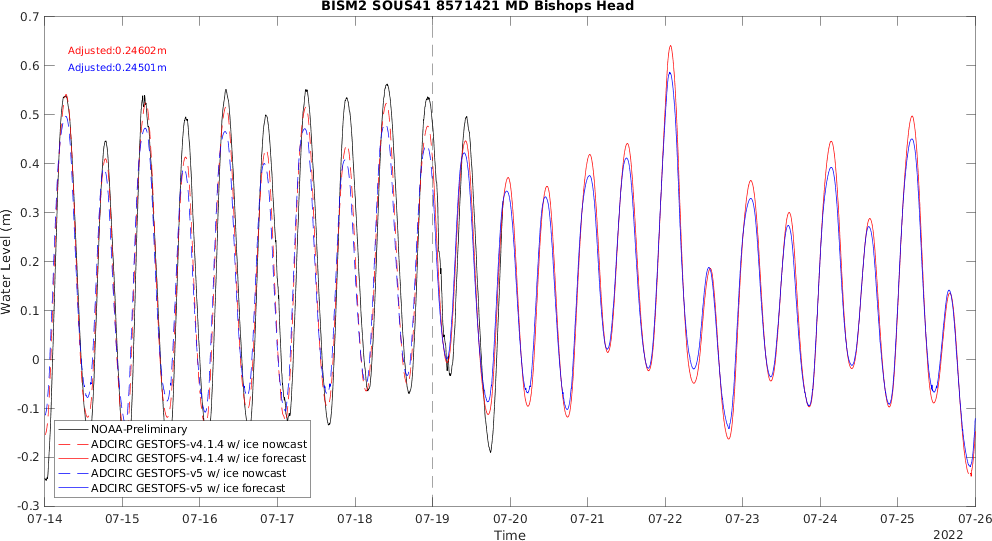 BISM2 SOUS41 8571421 MD Bishops Head
Adjusted:0.24602m
Adjusted:0.24501m
Water Level (m)
0.7
0.6
0.5
0.4
0.3
0.2
0.1
0
-0.1
-0.2
-0.3
NOAA-Preliminary
ADCIRC GESTOFS-v4.1.4 w/ ice nowcast
ADCIRC GESTOFS-v4.1.4 w/ ice forecast
ADCIRC GESTOFS-v5 w/ ice nowcast
ADCIRC GESTOFS-v5 w/ ice forecast
07-14 07-15 07-16 07-17 07-18 07-19 07-20 07-21 07-22 07-23 07-24 07-25 07-26
Time
2022